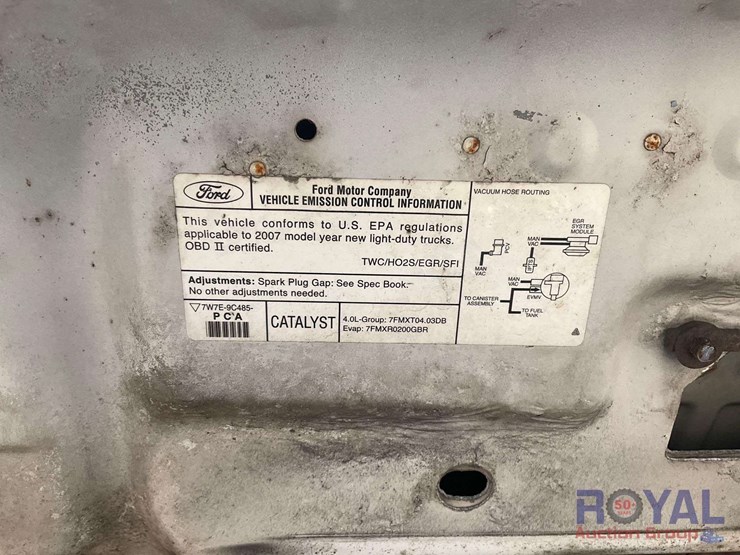 Ford
Ford Motor Company
VEHICLE EMISSION CONTROL INFORMATION
This vehicle conforms to U.S. EPA regulations
applicable to 2007 model year new light-duty trucks.
OBD II certified.
TWC/HO2S/EGR/SFI
Adjustments: Spark Plug Gap: See Spec Book.
No other adjustments needed.
7W7E-9C485-
P C A
CATALYST
4.0L-Group: 7FMXT04.03DB
Evap: 7FMXR0200GBR
VACUUM HOSE ROUTING
EGR
SYSTEM
MODULE
MAN
VAC
PCV
MAN
VAC
MAN
VAC
EVMV
TO CANISTER
ASSEMBLY
TO FUEL
TANK
ROYAL
50
Auction Group